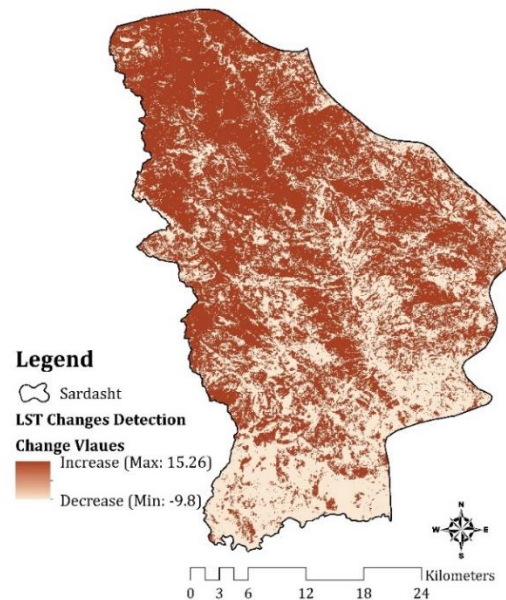 Legend
Sardasht
LST Changes Detection
Change Vlaues
Increase (Max: 15.26)
Decrease (Min: -9.8)
N
W E
S
Kilometers
0 3 6 12 18 24